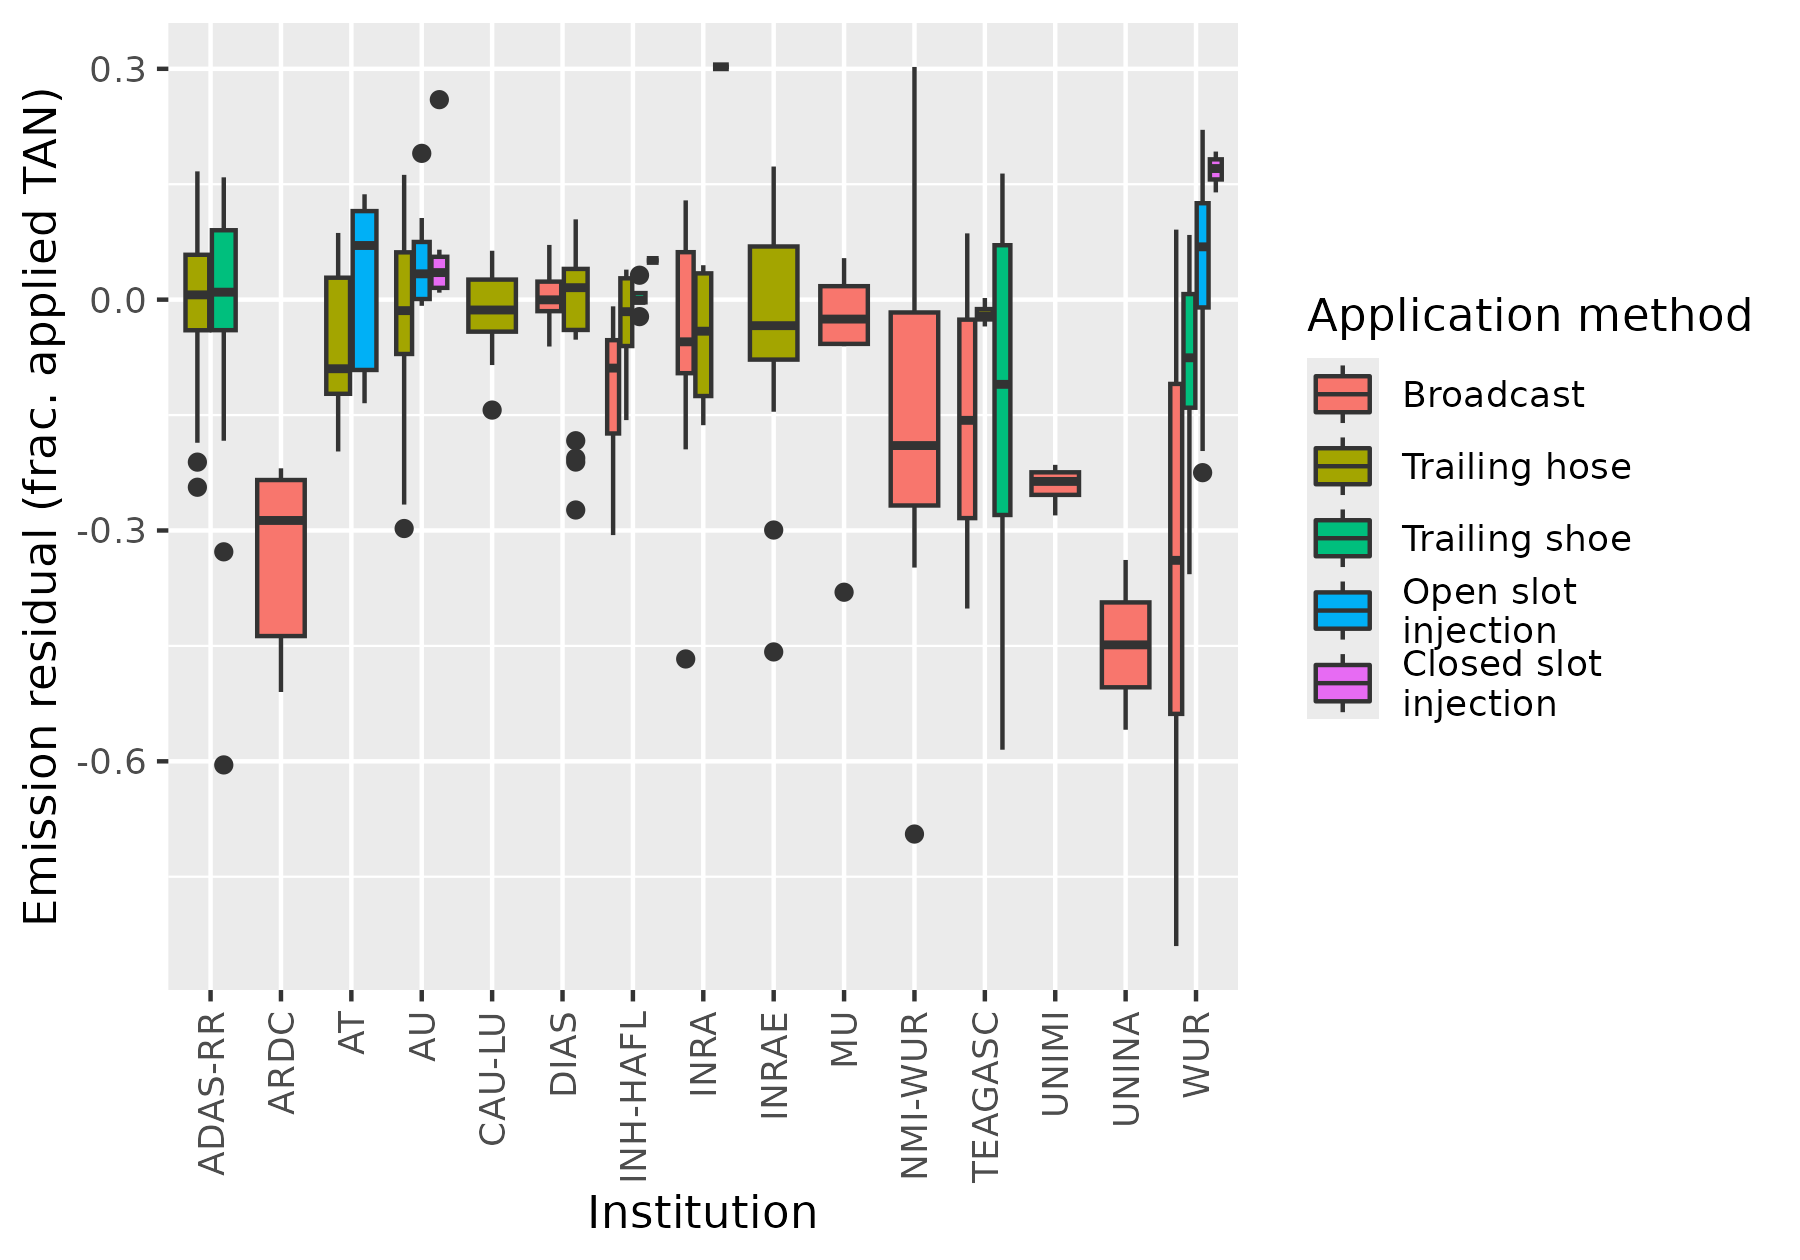 Emission residual (frac. applied TAN)
0.3
0.0
-0.3
-0.6
ADAS-RR
ARDC
AT
AU
CAU-LU
DIAS
INH-HAFL
INRA
INRAE
MU
NMI-WUR
TEAGASC
UNIMI
UNINA
WUR
Institution
Application method
Broadcast
Trailing hose
Trailing shoe
Open slot
injection
Closed slot
injection